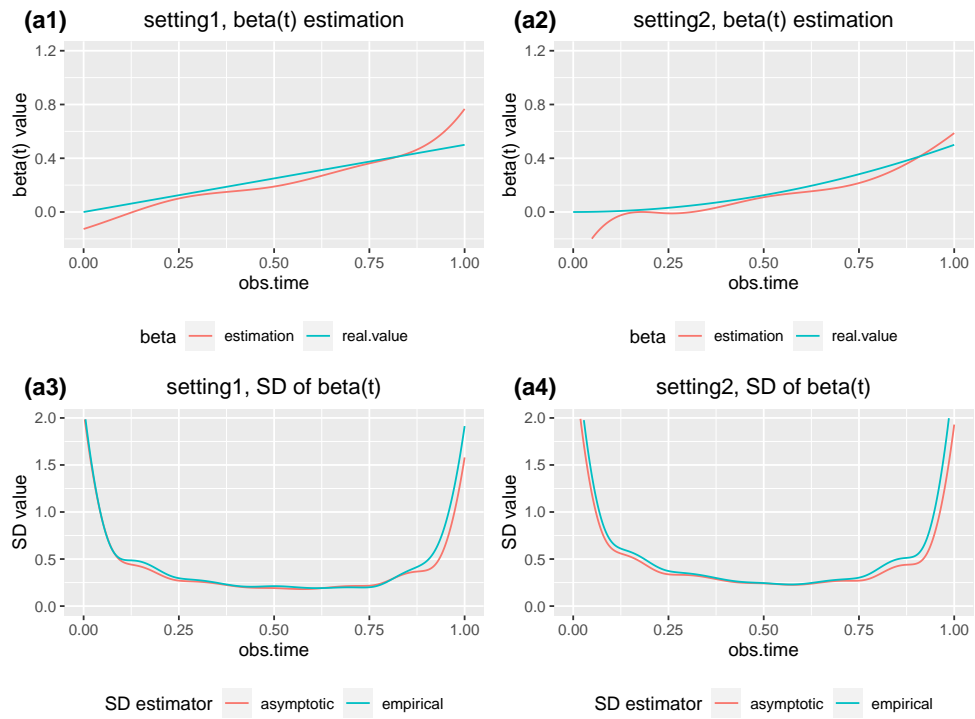 (a1) setting1, beta(t) estimation
beta(t) value
1.2
0.8
0.4
0.0
0.00 0.25 0.50 0.75 1.00
obs.time
beta estimation real.value
(a2) setting2, beta(t) estimation
beta(t) value
1.2
0.8
0.4
0.0
0.00 0.25 0.50 0.75 1.00
obs.time
beta estimation real.value
(a3) setting1, SD of beta(t)
SD value
2.0
1.5
1.0
0.5
0.0
0.00 0.25 0.50 0.75 1.00
obs.time
SD estimator asymptotic empirical
(a4) setting2, SD of beta(t)
SD value
2.0
1.5
1.0
0.5
0.0
0.00 0.25 0.50 0.75 1.00
obs.time
SD estimator asymptotic empirical